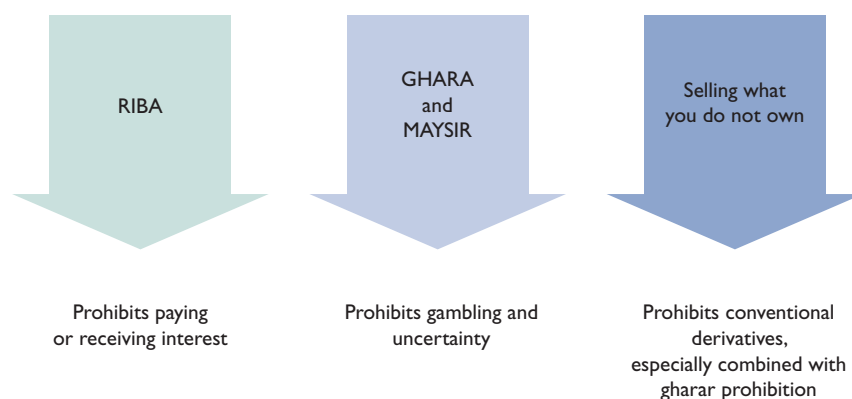 RIBA
GHARA
and
MAYSIR
Selling what
you do not own
Prohibits paying
or receiving interest
Prohibits gambling and
uncertainty
Prohibits conventional
derivatives,
especially combined with
gharar prohibition